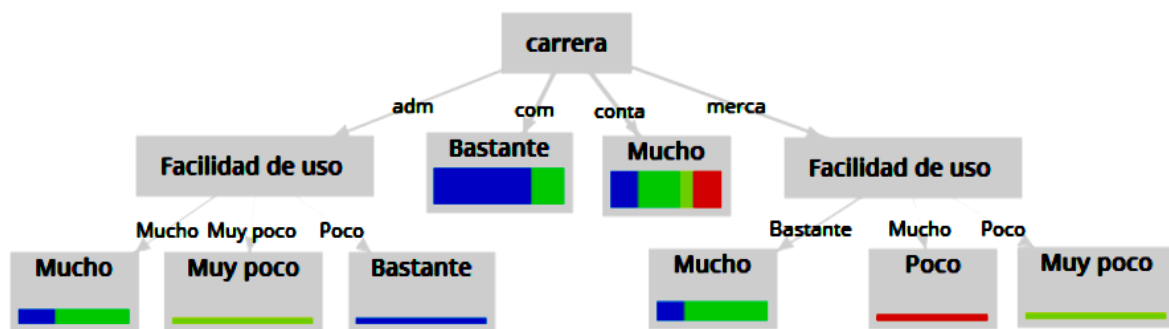 carrera
adm
com
conta
merca
Facilidad de uso
Bastante
Mucho
Facilidad de uso
Mucho
Muy poco
Poco
Bastante
Mucho
Poco
Mucho
Muy poco
Bastante
Mucho
Poco
Muy poco